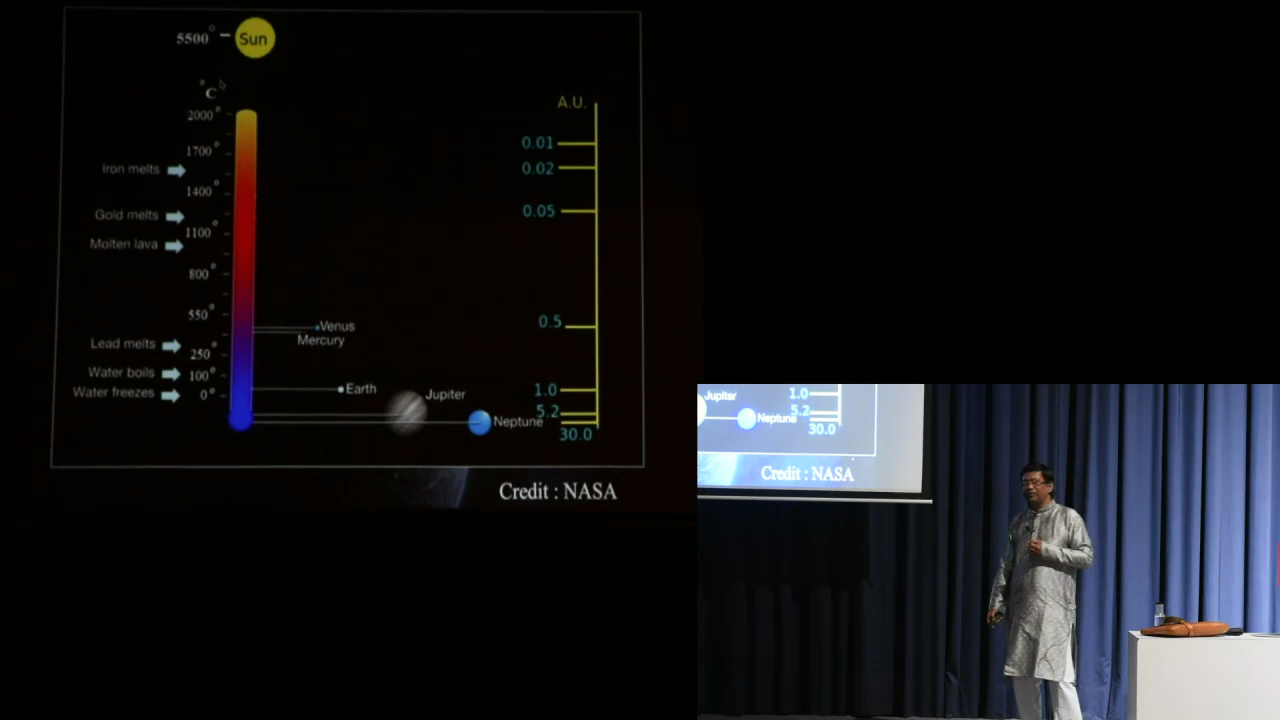 5500° Sun
°C
A.U.
2000°
1700°
0.01
Iron melts
0.02
1400°
Gold melts
0.05
1100°
Molten lava
800°
550°
0.5
Venus
Mercury
Lead melts
250°
Water boils
100°
Earth
1.0
Water freezes
0°
Jupiter
5.2
Neptune
30.0
Credit : NASA
Jupiter
1.0
5.2
Neptune
30.0
Credit : NASA